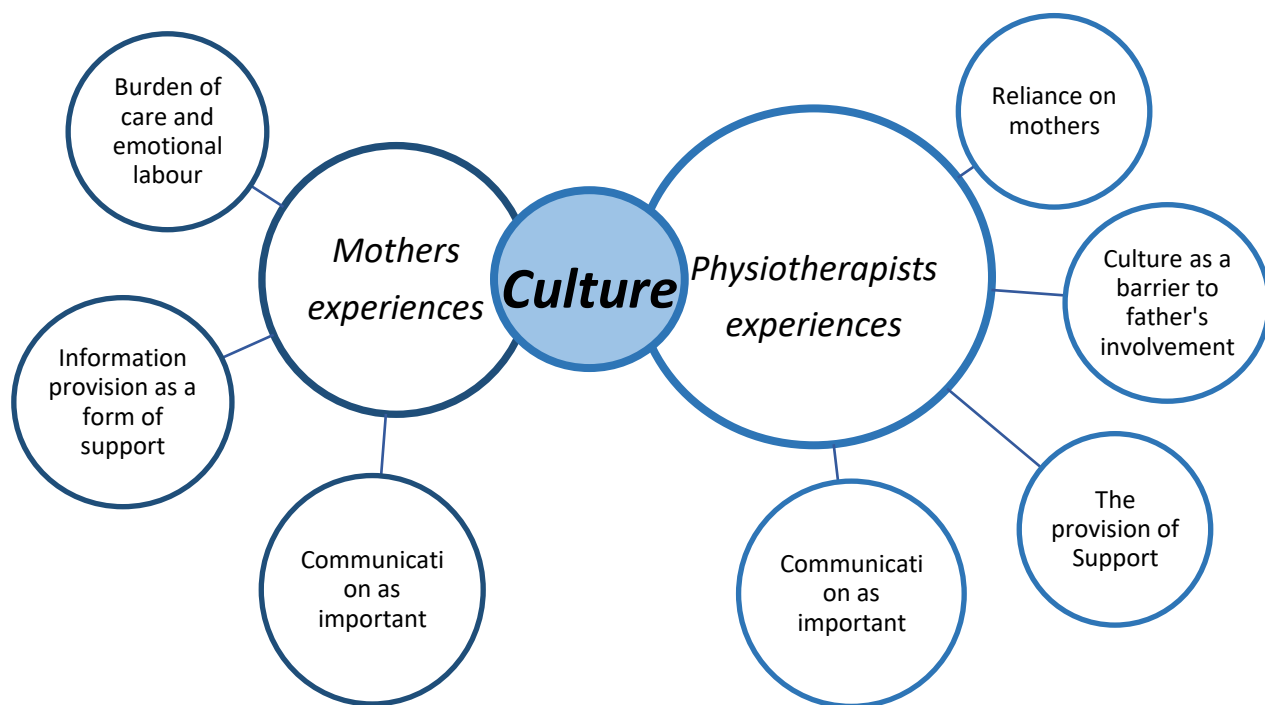 Burden of
care and
emotional
labour
Information
provision as a
form of
support
Communicati
on as
important
Mothers
experiences
Culture
Physiotherapists
experiences
Reliance on
mothers
Culture as a
barrier to
father's
involvement
The
provision of
Support
Communicati
on as
important